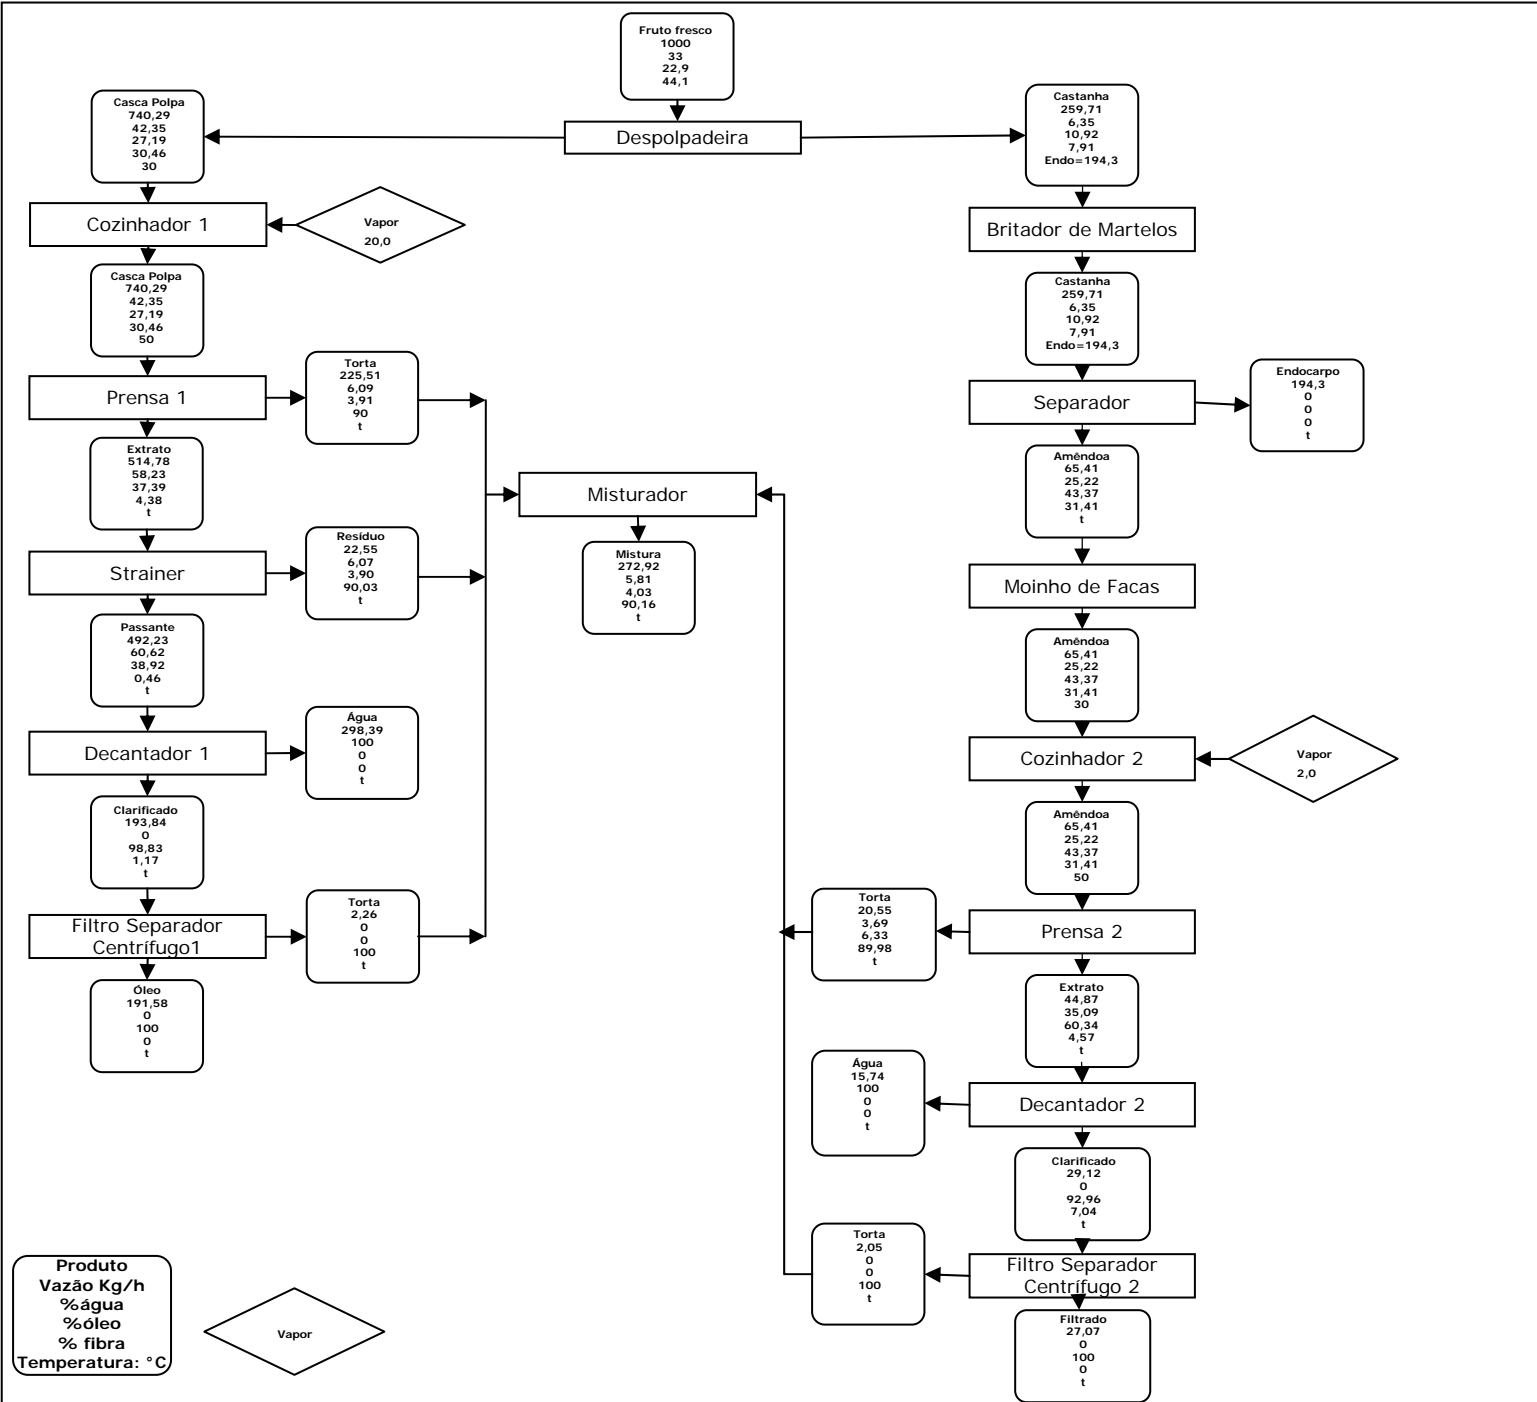 Fruto fresco
1000
33
22,9
44,1
Despolpadeira
Casca Polpa
740,29
42,35
27,19
30,46
30
Cozinhador 1
Vapor
20,0
Casca Polpa
740,29
42,35
27,19
30,46
50
Prensa 1
Torta
225,51
6,09
3,91
90
t
Extrato
514,78
58,23
37,39
4,38
t
Strainer
Resíduo
22,55
6,07
3,90
90,03
t
Passante
492,23
60,62
38,92
0,46
t
Decantador 1
Água
298,39
100
0
0
t
Clarificado
193,84
0
98,83
1,17
t
Filtro Separador
Centrífugo1
Torta
2,26
0
0
100
t
Óleo
191,58
0
100
0
t
Misturador
Mistura
272,92
5,81
4,03
90,16
t
Castanha
259,71
6,35
10,92
7,91
Endo=194,3
Britador de Martelos
Castanha
259,71
6,35
10,92
7,91
Endo=194,3
Separador
Endocarpo
194,3
0
0
0
t
Amêndoa
65,41
25,22
43,37
31,41
t
Moinho de Facas
Amêndoa
65,41
25,22
43,37
31,41
30
Cozinhador 2
Vapor
2,0
Amêndoa
65,41
25,22
43,37
31,41
50
Prensa 2
Torta
20,55
3,69
6,33
89,98
t
Extrato
44,87
35,09
60,34
4,57
t
Decantador 2
Água
15,74
100
0
0
t
Clarificado
29,12
0
92,96
7,04
t
Filtro Separador
Centrífugo 2
Torta
2,05
0
0
100
t
Filtrado
27,07
0
100
0
t
Produto
Vazão Kg/h
%água
%óleo
% fibra
Temperatura: °C
Vapor